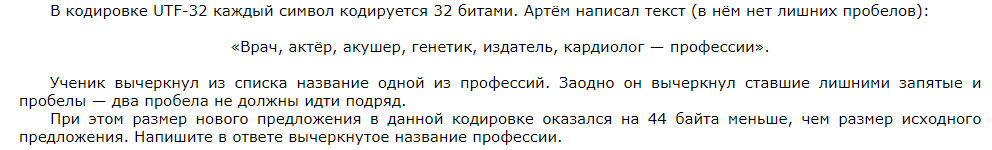 В кодировке UTF-32 каждый символ кодируется 32 битами. Артём написал текст (в нём нет лишних пробелов):
«Врач, актёр, акушер, генетик, издатель, кардиолог — профессии».
Ученик вычеркнул из списка название одной из профессий. Заодно он вычеркнул ставшие лишними запятые и
пробелы — два пробела не должны идти подряд.
При этом размер нового предложения в данной кодировке оказался на 44 байта меньше, чем размер исходного
предложения. Напишите в ответе вычеркнутое название профессии.